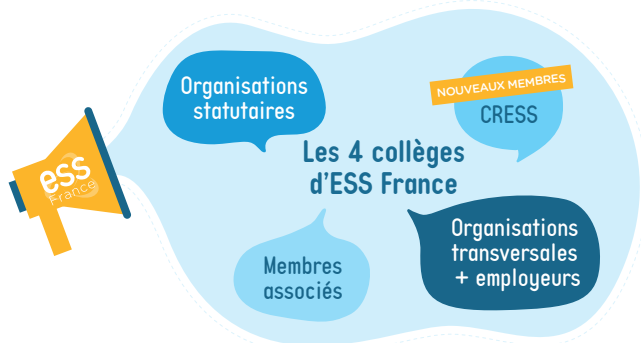 Organisations
statutaires
NOUVEAUX MEMBRES
CRESS
ess
France
Les 4 collèges
d'ESS France
Organisations
transversales
+ employeurs
Membres
associés